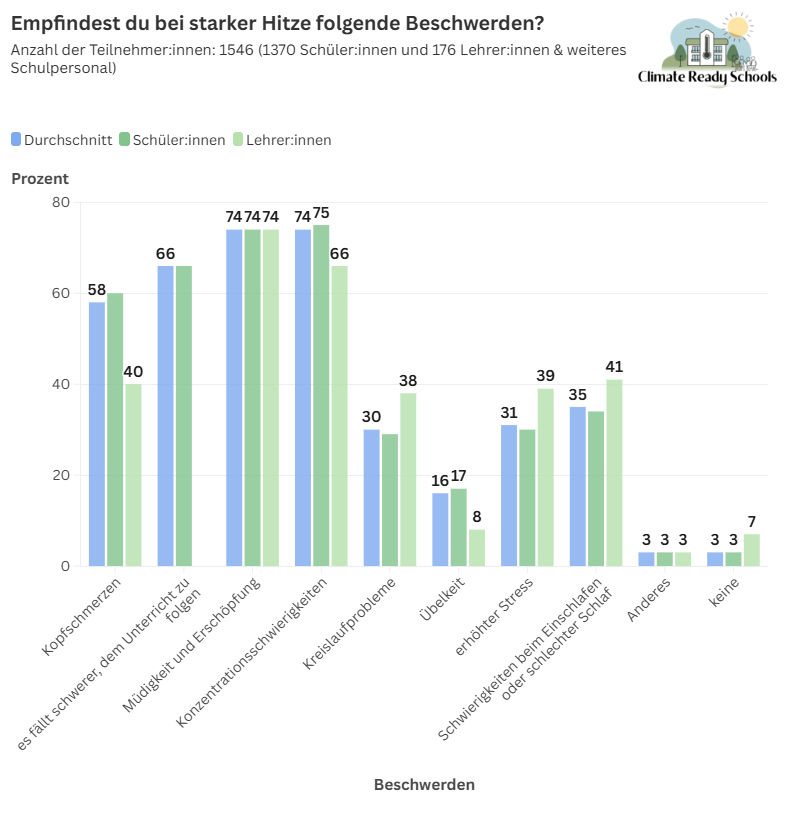 Empfindest du bei starker Hitze folgende Beschwerden?
Anzahl der Teilnehmer:innen: 1546 (1370 Schüler:innen und 176 Lehrer:innen & weiteres
Schulpersonal)
Climate Ready Schools
Durchschnitt Schüler:innen Lehrer:innen
Prozent
80
60
40
20
0
58 40
66
74 74 74
74 75 66
30 38
16 17 8
31 39
35 41
3 3 3
3 3 7
Kopfschmerzen
es fällt schwerer, dem Unterricht zu
folgen
Müdigkeit und Erschöpfung
Konzentrationsschwierigkeiten
Kreislaufprobleme
Übelkeit
erhöhter Stress
Schwierigkeiten beim Einschlafen
oder schlechter Schlaf
Anderes
keine
Beschwerden